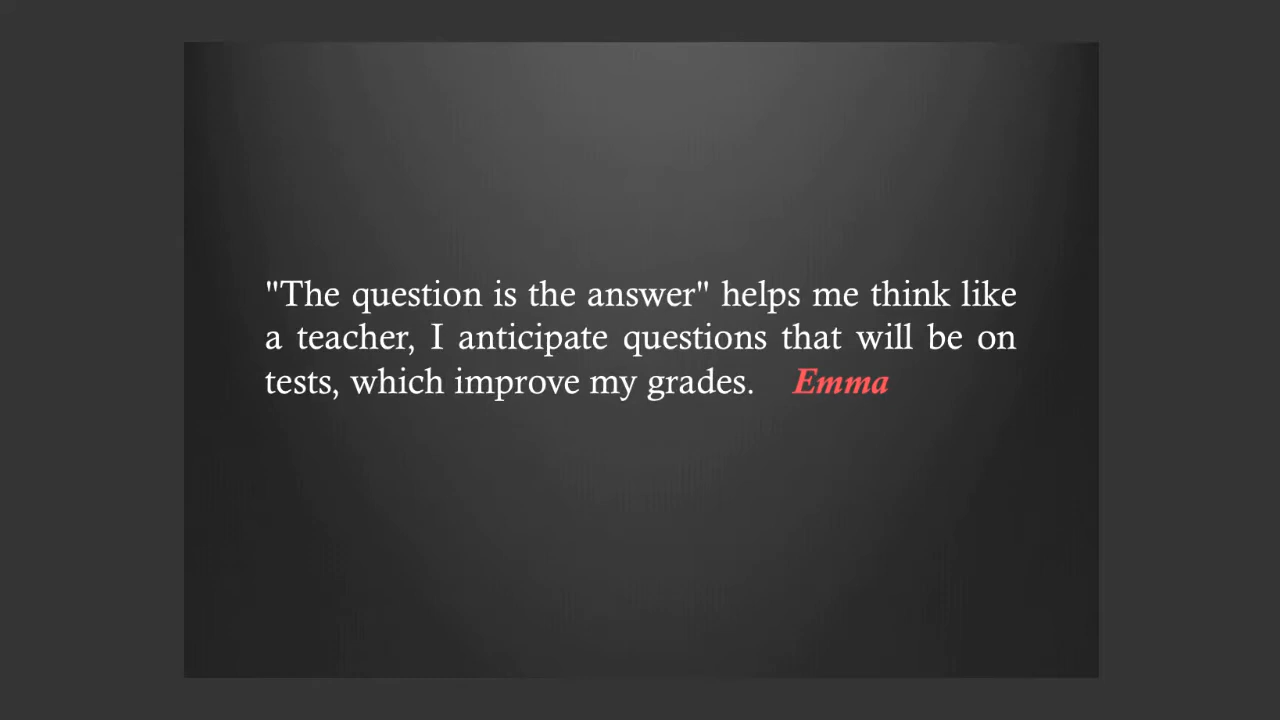 "The question is the answer" helps me think like
a teacher, I anticipate questions that will be on
tests, which improve my grades. Emma